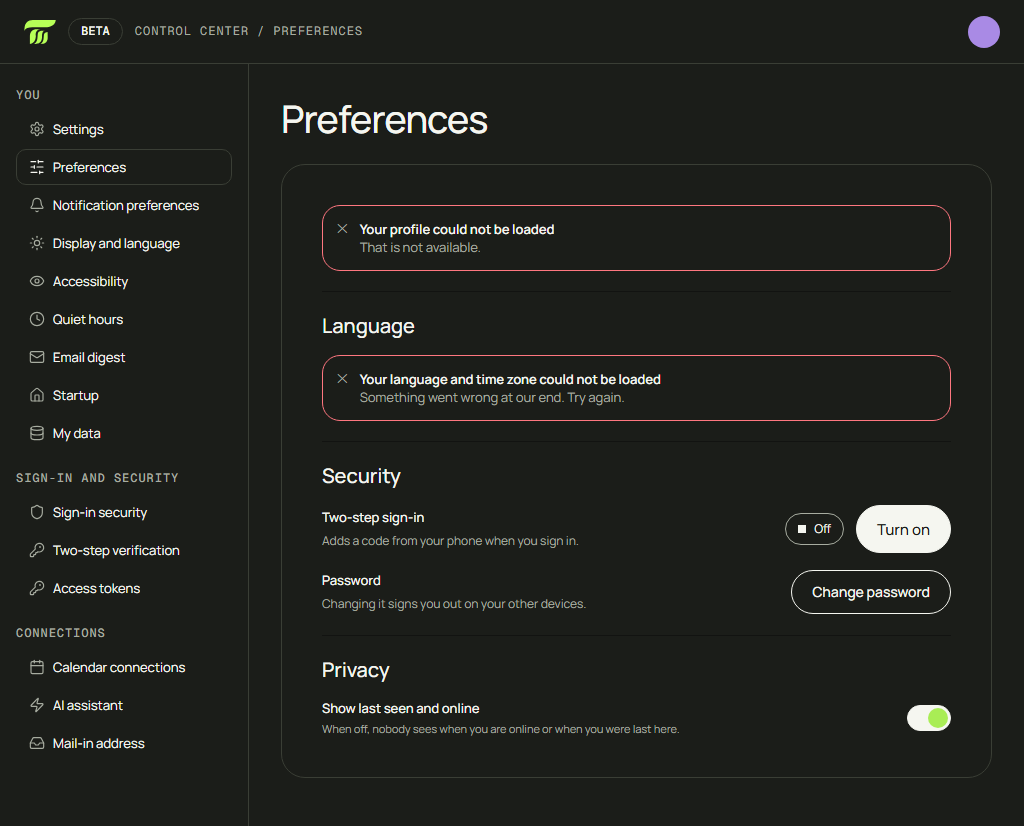 BETA
CONTROL CENTER / PREFERENCES
YOU
Settings
Preferences
Notification preferences
Display and language
Accessibility
Quiet hours
Email digest
Startup
My data
SIGN-IN AND SECURITY
Sign-in security
Two-step verification
Access tokens
CONNECTIONS
Calendar connections
AI assistant
Mail-in address
Preferences
Your profile could not be loaded
That is not available.
Language
Your language and time zone could not be loaded
Something went wrong at our end. Try again.
Security
Two-step sign-in
Adds a code from your phone when you sign in.
Off
Turn on
Password
Changing it signs you out on your other devices.
Change password
Privacy
Show last seen and online
When off, nobody sees when you are online or when you were last here.